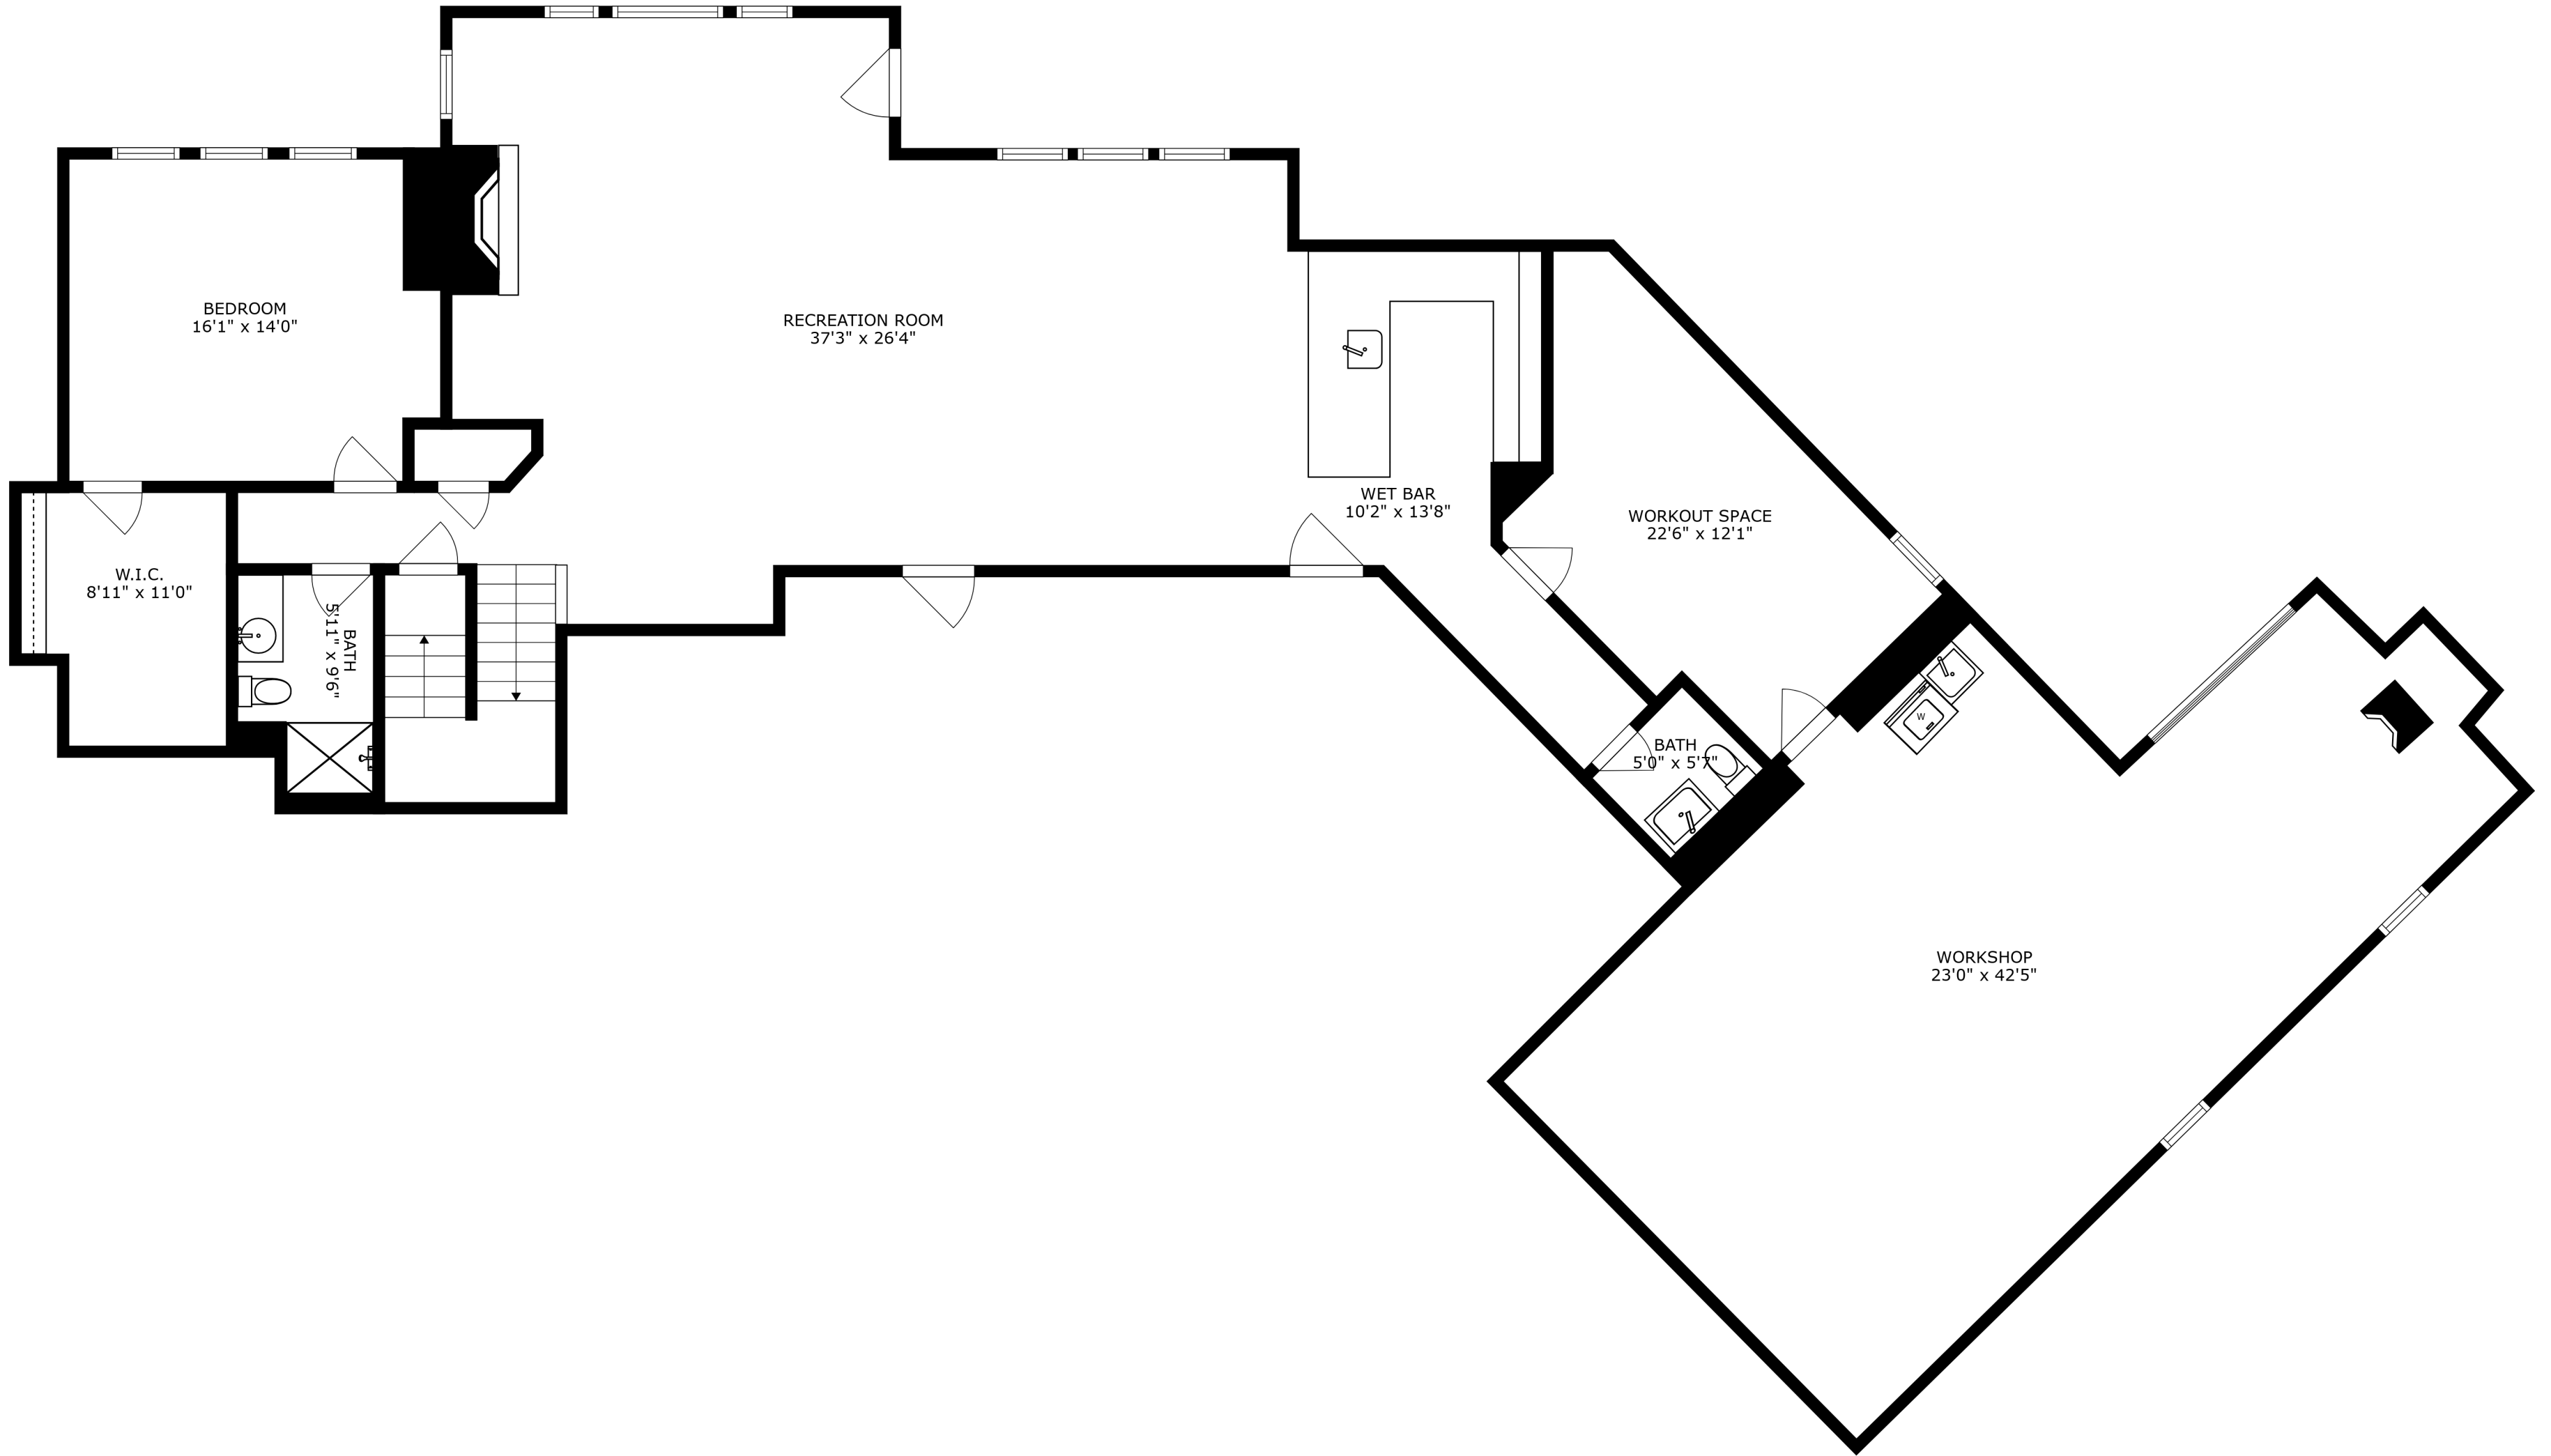 BEDROOM
16'1" x 14'0"
RECREATION ROOM
37'3" x 26'4"
WET BAR
10'2" x 13'8"
WORKOUT SPACE
22'6" x 12'1"
W.I.C.
8'11" x 11'0"
BATH
5'11" x 9'6"
BATH
5'0" x 5'7"
W
WORKSHOP
23'0" x 42'5"